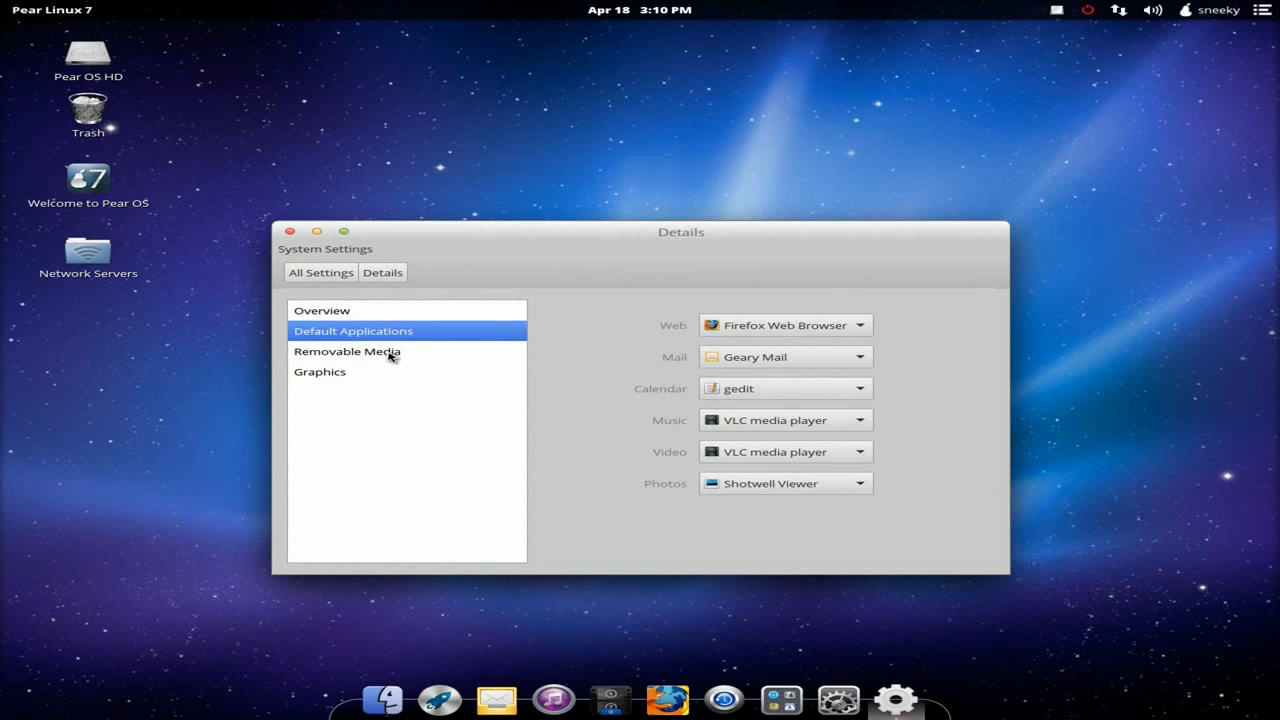 Pear Linux 7
Apr 18 3:10 PM
sneeky
Pear OS HD
Trash
7
Welcome to Pear OS
Network Servers
Details
System Settings
All Settings Details
Overview
Default Applications
Removable Media
Graphics
Web Firefox Web Browser
Mail Geary Mail
Calendar gedit
Music VLC media player
Video VLC media player
Photos Shotwell Viewer